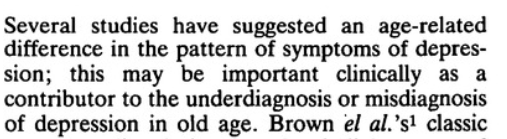 Several studies have suggested an age-related
difference in the pattern of symptoms of depres-
sion; this may be important clinically as a
contributor to the underdiagnosis or misdiagnosis
of depression in old age. Brown el al.'s¹ classic